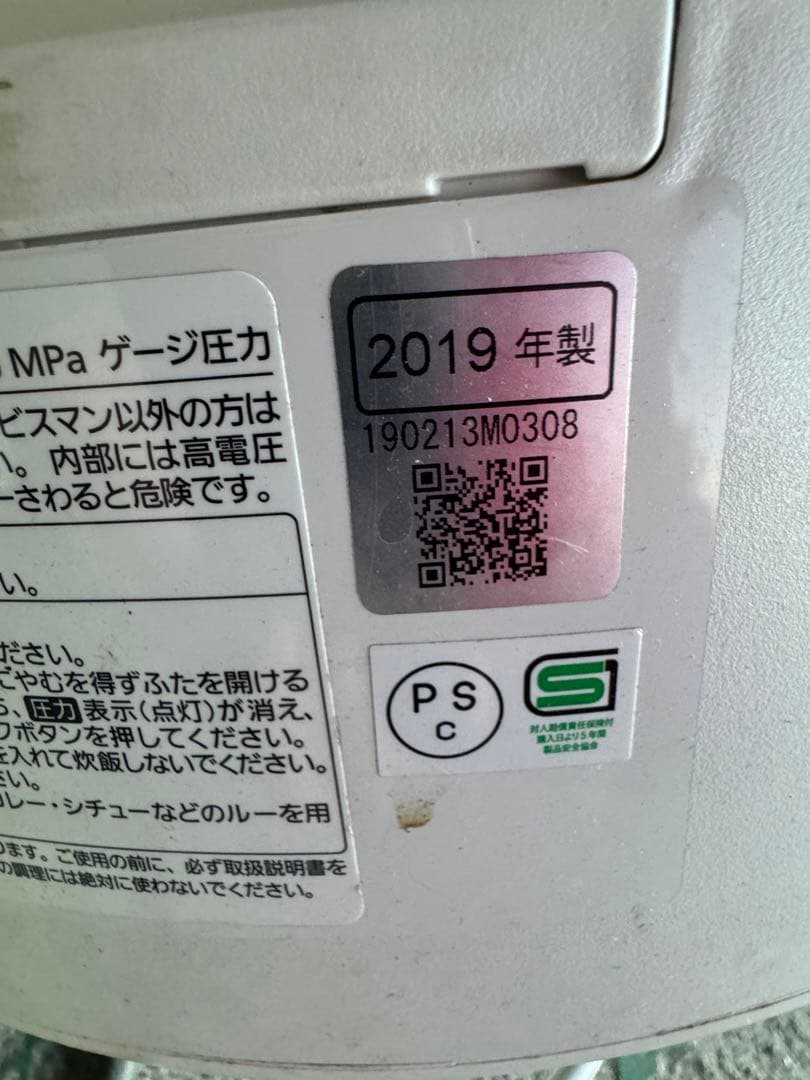 MPa ゲージ圧力
ビスマン以外の方は
い。内部には高電圧
さわると危険です。
い。
ださい。
ごやむを得ずふたを開ける
、圧力表示(点灯)が消え、
ボタンを押してください。
を入れて炊飯しないでください。
さい。
カレー・シチューなどのルーを用
ります。ご使用の前に、必ず取扱説明書を
の調理には絶対に使わないでください。
2019 年製
190213M0308
PS
C
S
対人賠償責任保険付
購入日より5年間
製品安全協会